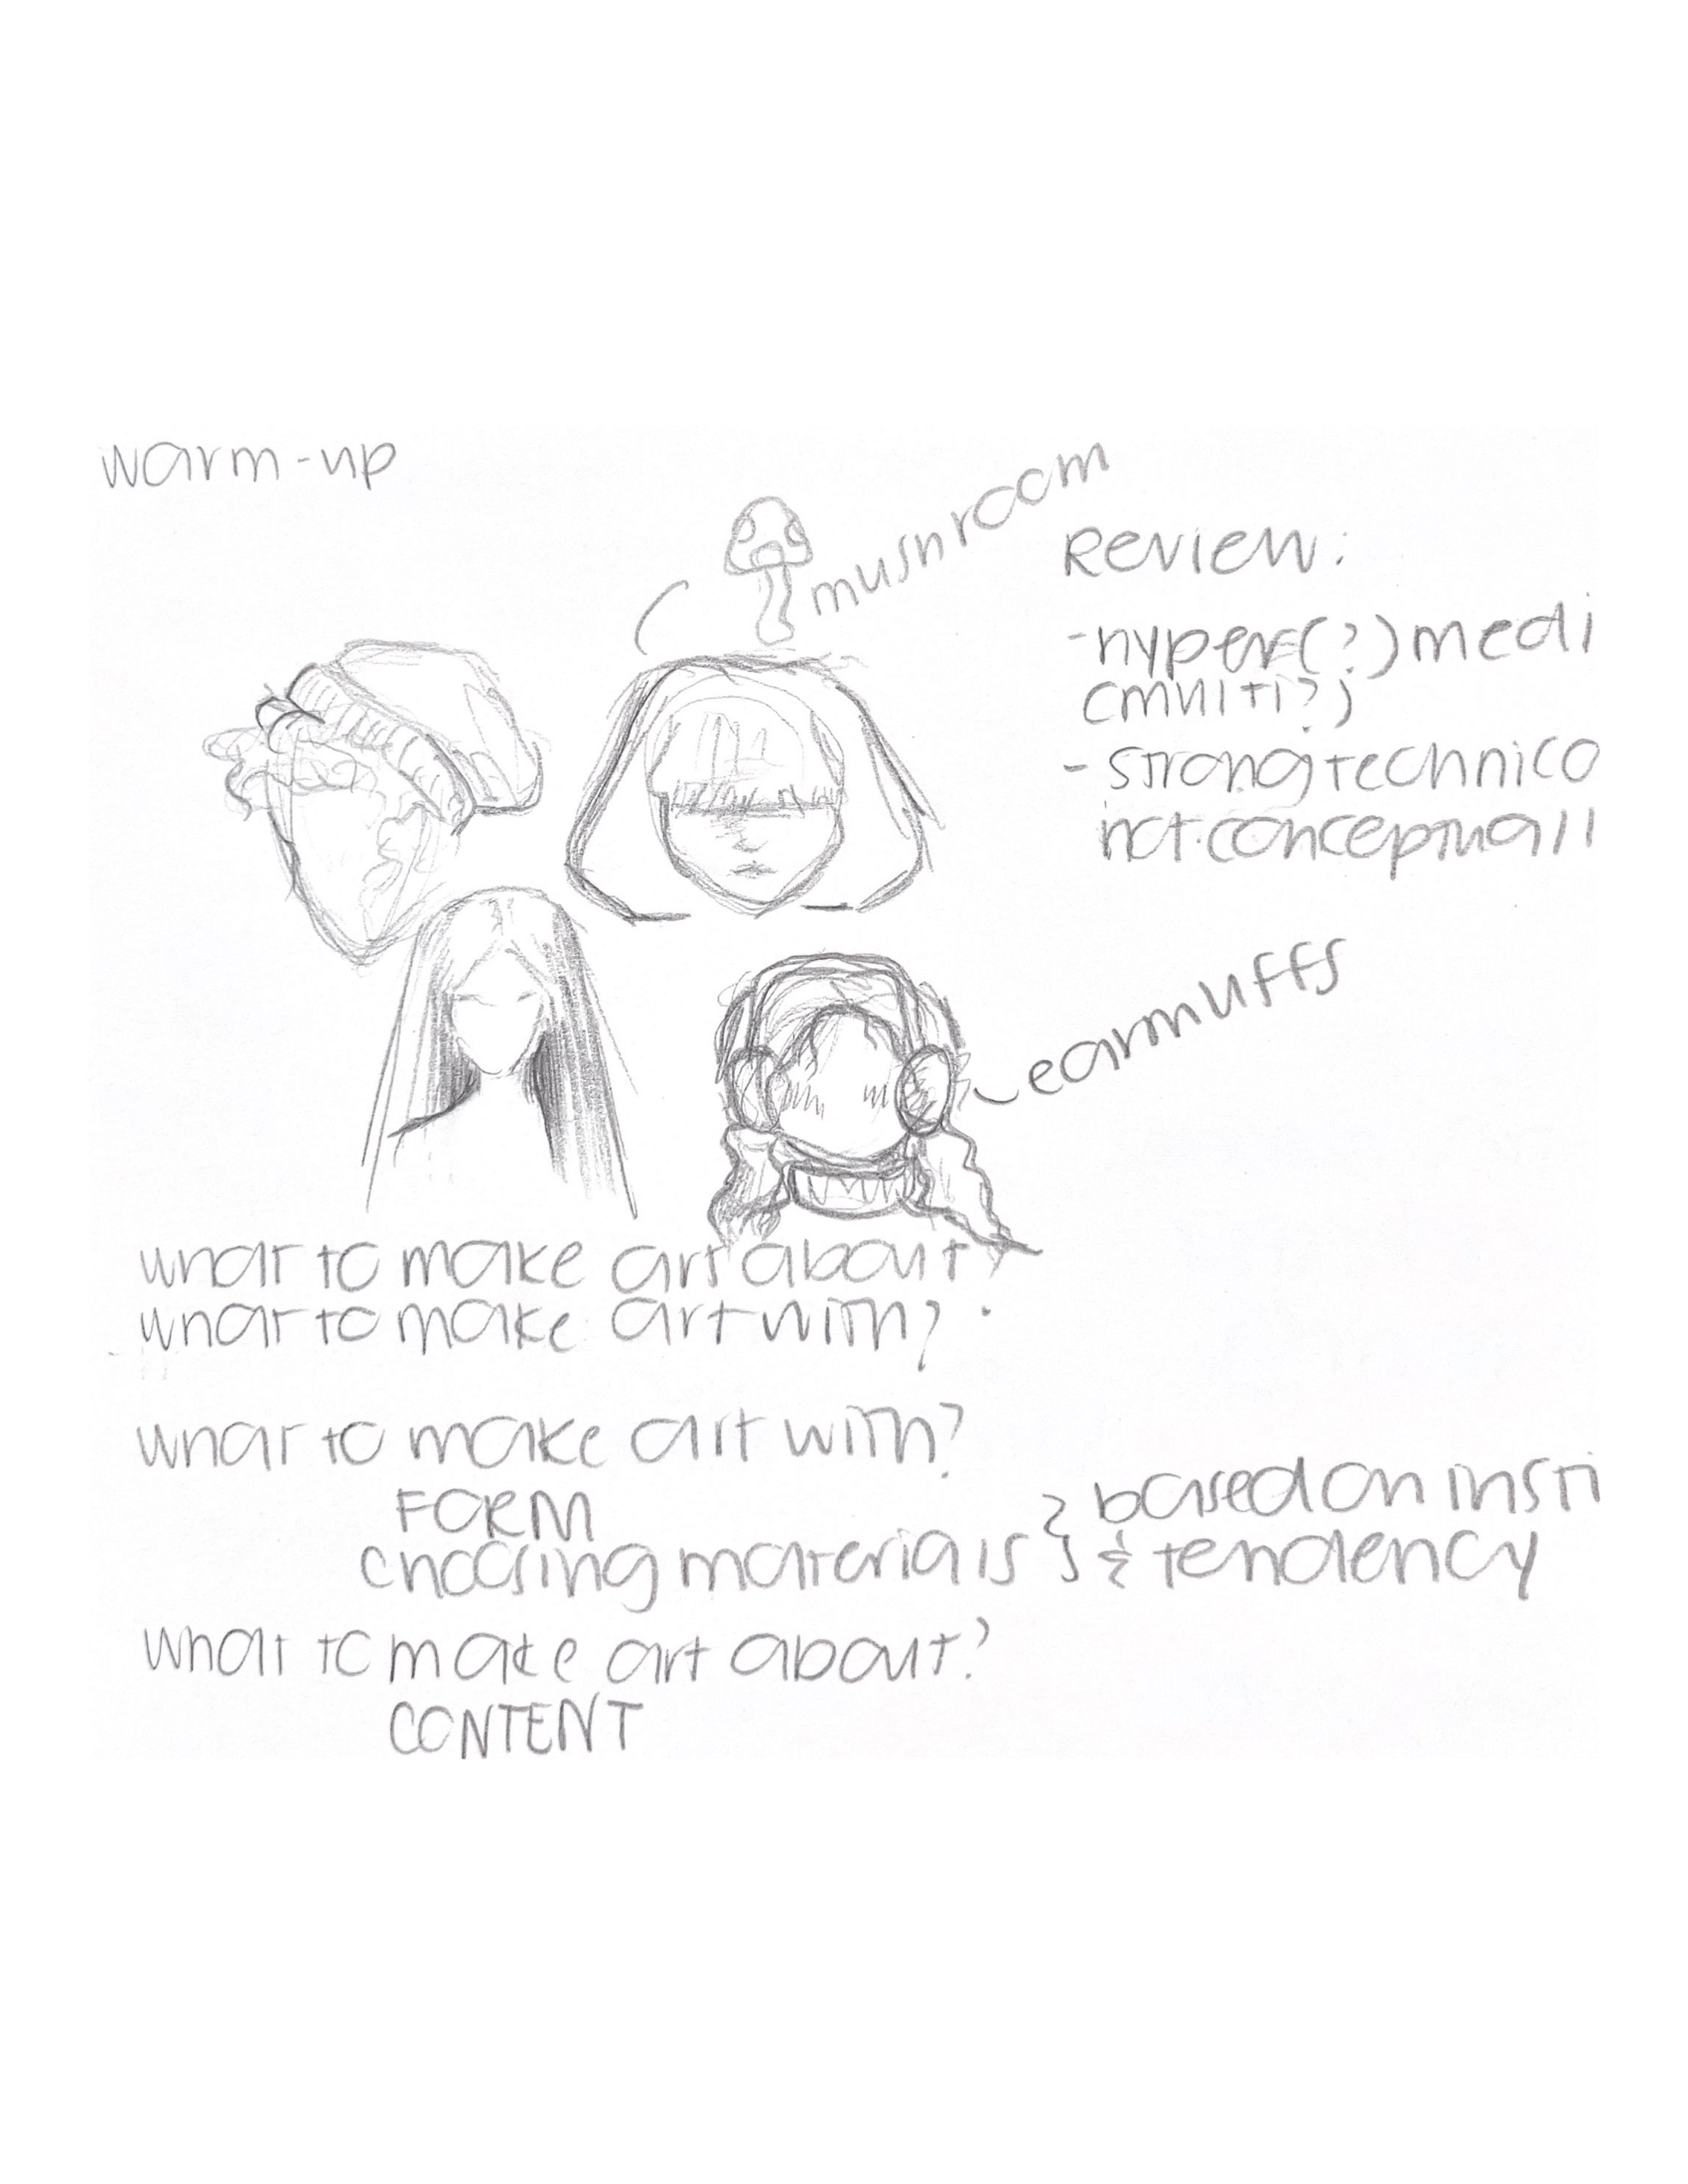 warm-up
mushroom
Review:
- hyper(?) medi
(multi?)
- strong technica
not conceptuall
earmuffs
what to make art about?
what to make art with?
what to make art with?
FORM
choosing materials } based on insti
& tendency
what to make art about?
CONTENT